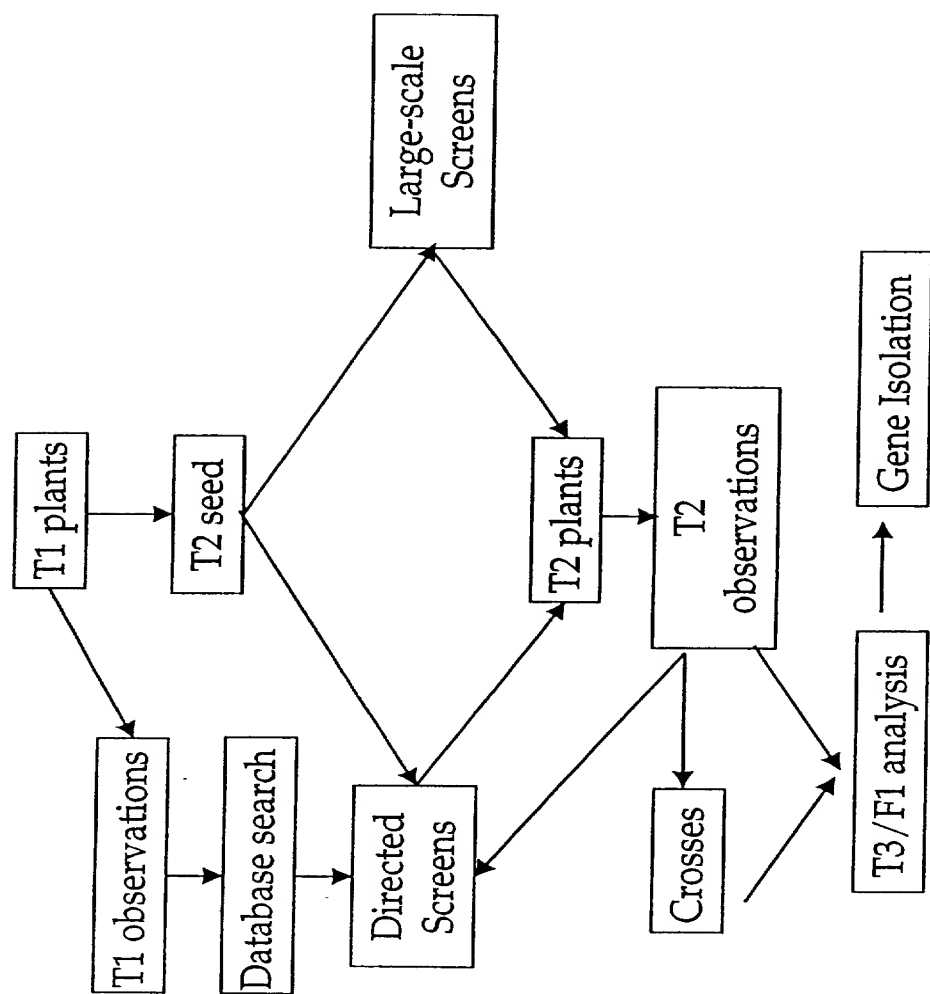 T1 plants
T1 observations
T2 seed
Database search
Directed
Screens
Large-scale
Screens
T2 plants
T2
observations
Crosses
T3/F1 analysis
Gene Isolation